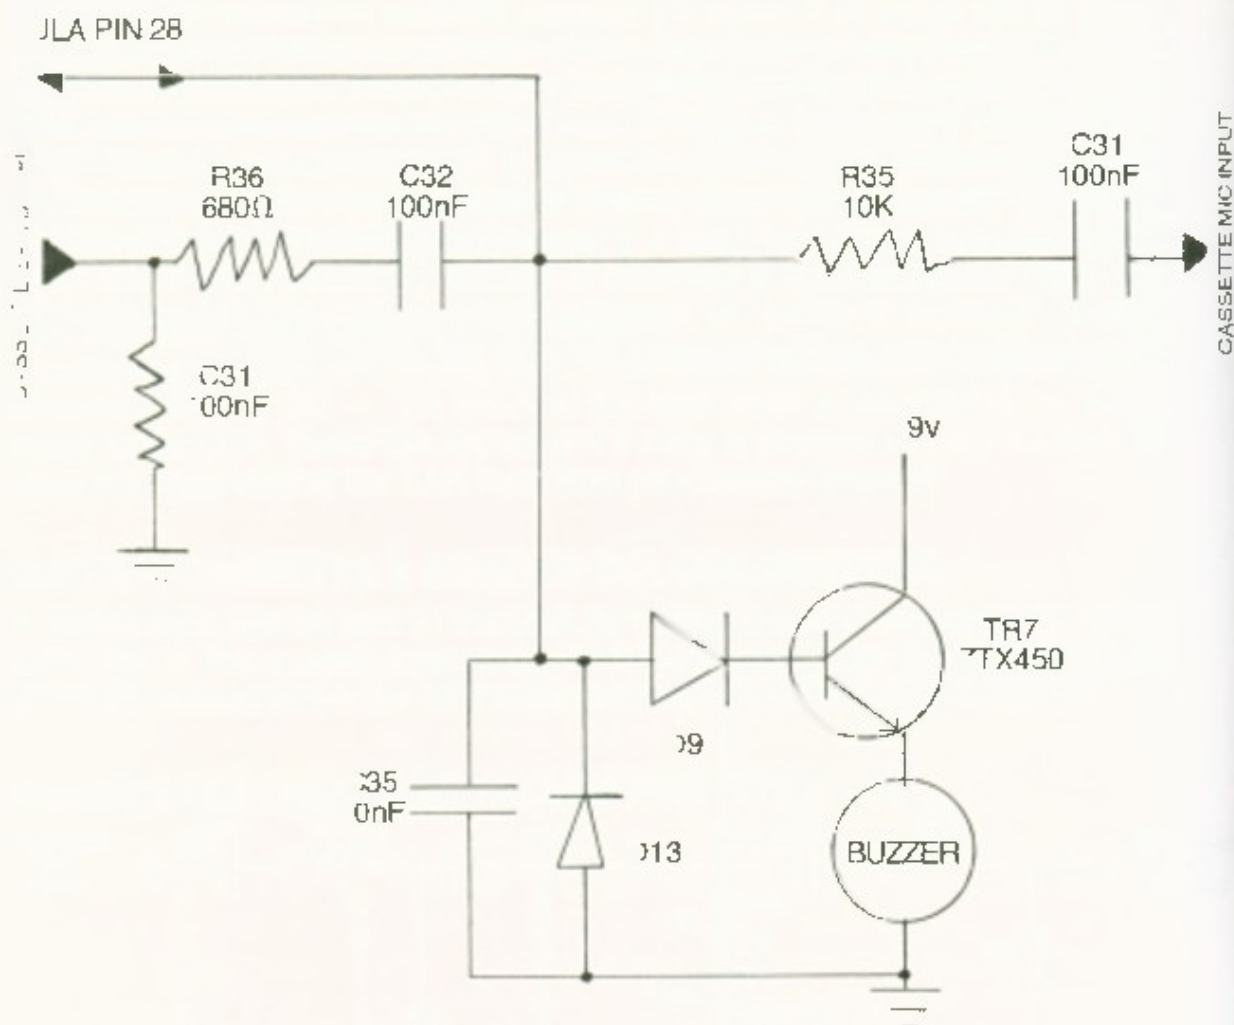 PIN 28
R36
680Ω
C32
100nF
R35
10K
C31
100nF
CASSETTE MIC INPUT
C31
00nF
9v
TR7
TX450
35
0nF
9
13
BUZZER